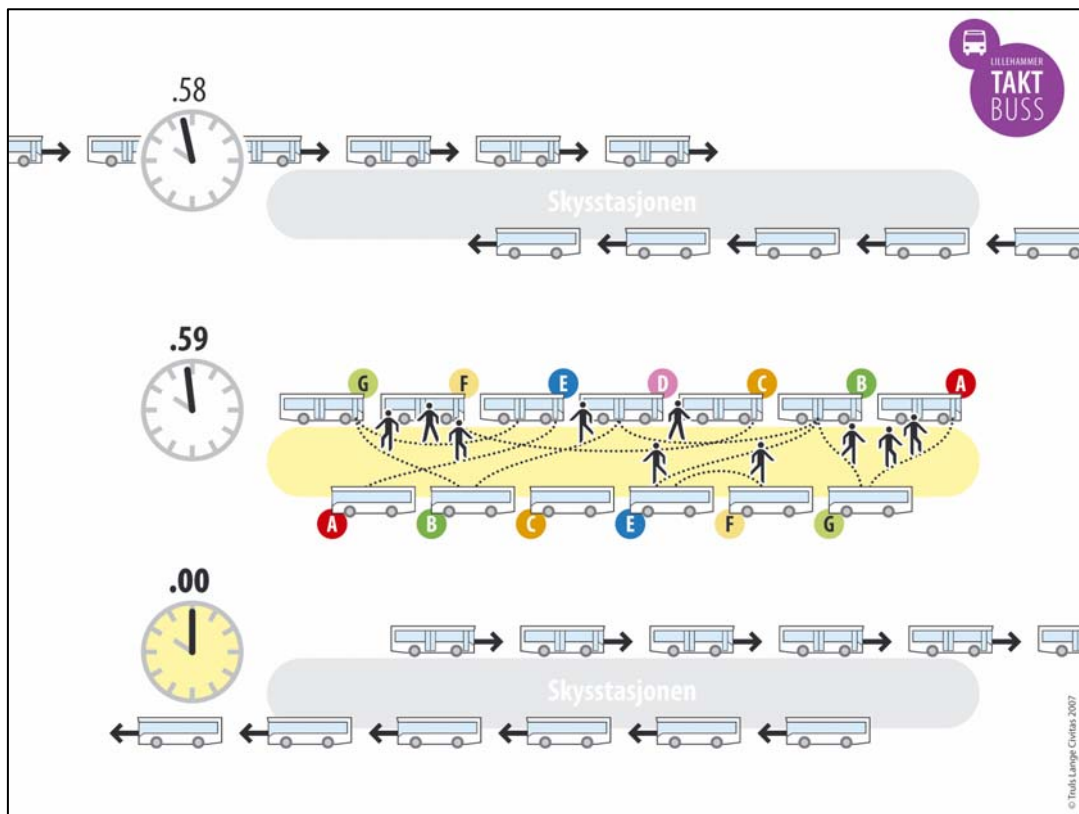 LILLEHAMMER
TAKT
BUSS
.58
Skysstasjonen
.59
G F E D C B A
A B C E F G
.00
Skysstasjonen
© Truls Lange Civitas 2007